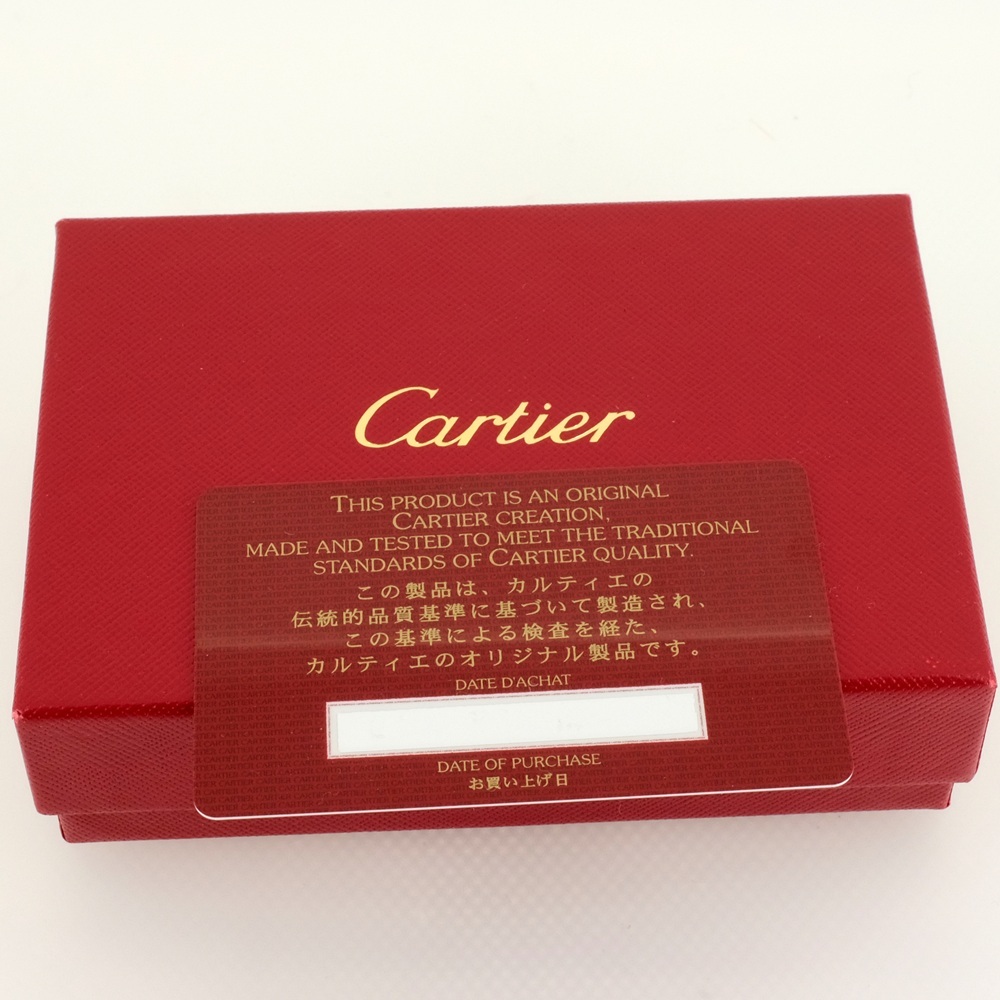 Cartier
THIS PRODUCT IS AN ORIGINAL
CARTIER CREATION,
MADE AND TESTED TO MEET THE TRADITIONAL
STANDARDS OF CARTIER QUALITY.
この製品は、カルティエの
伝統的品質基準に基づいて製造され、
この基準による検査を経た、
カルティエのオリジナル製品です。
DATE D'ACHAT
DATE OF PURCHASE
お買い上げ日